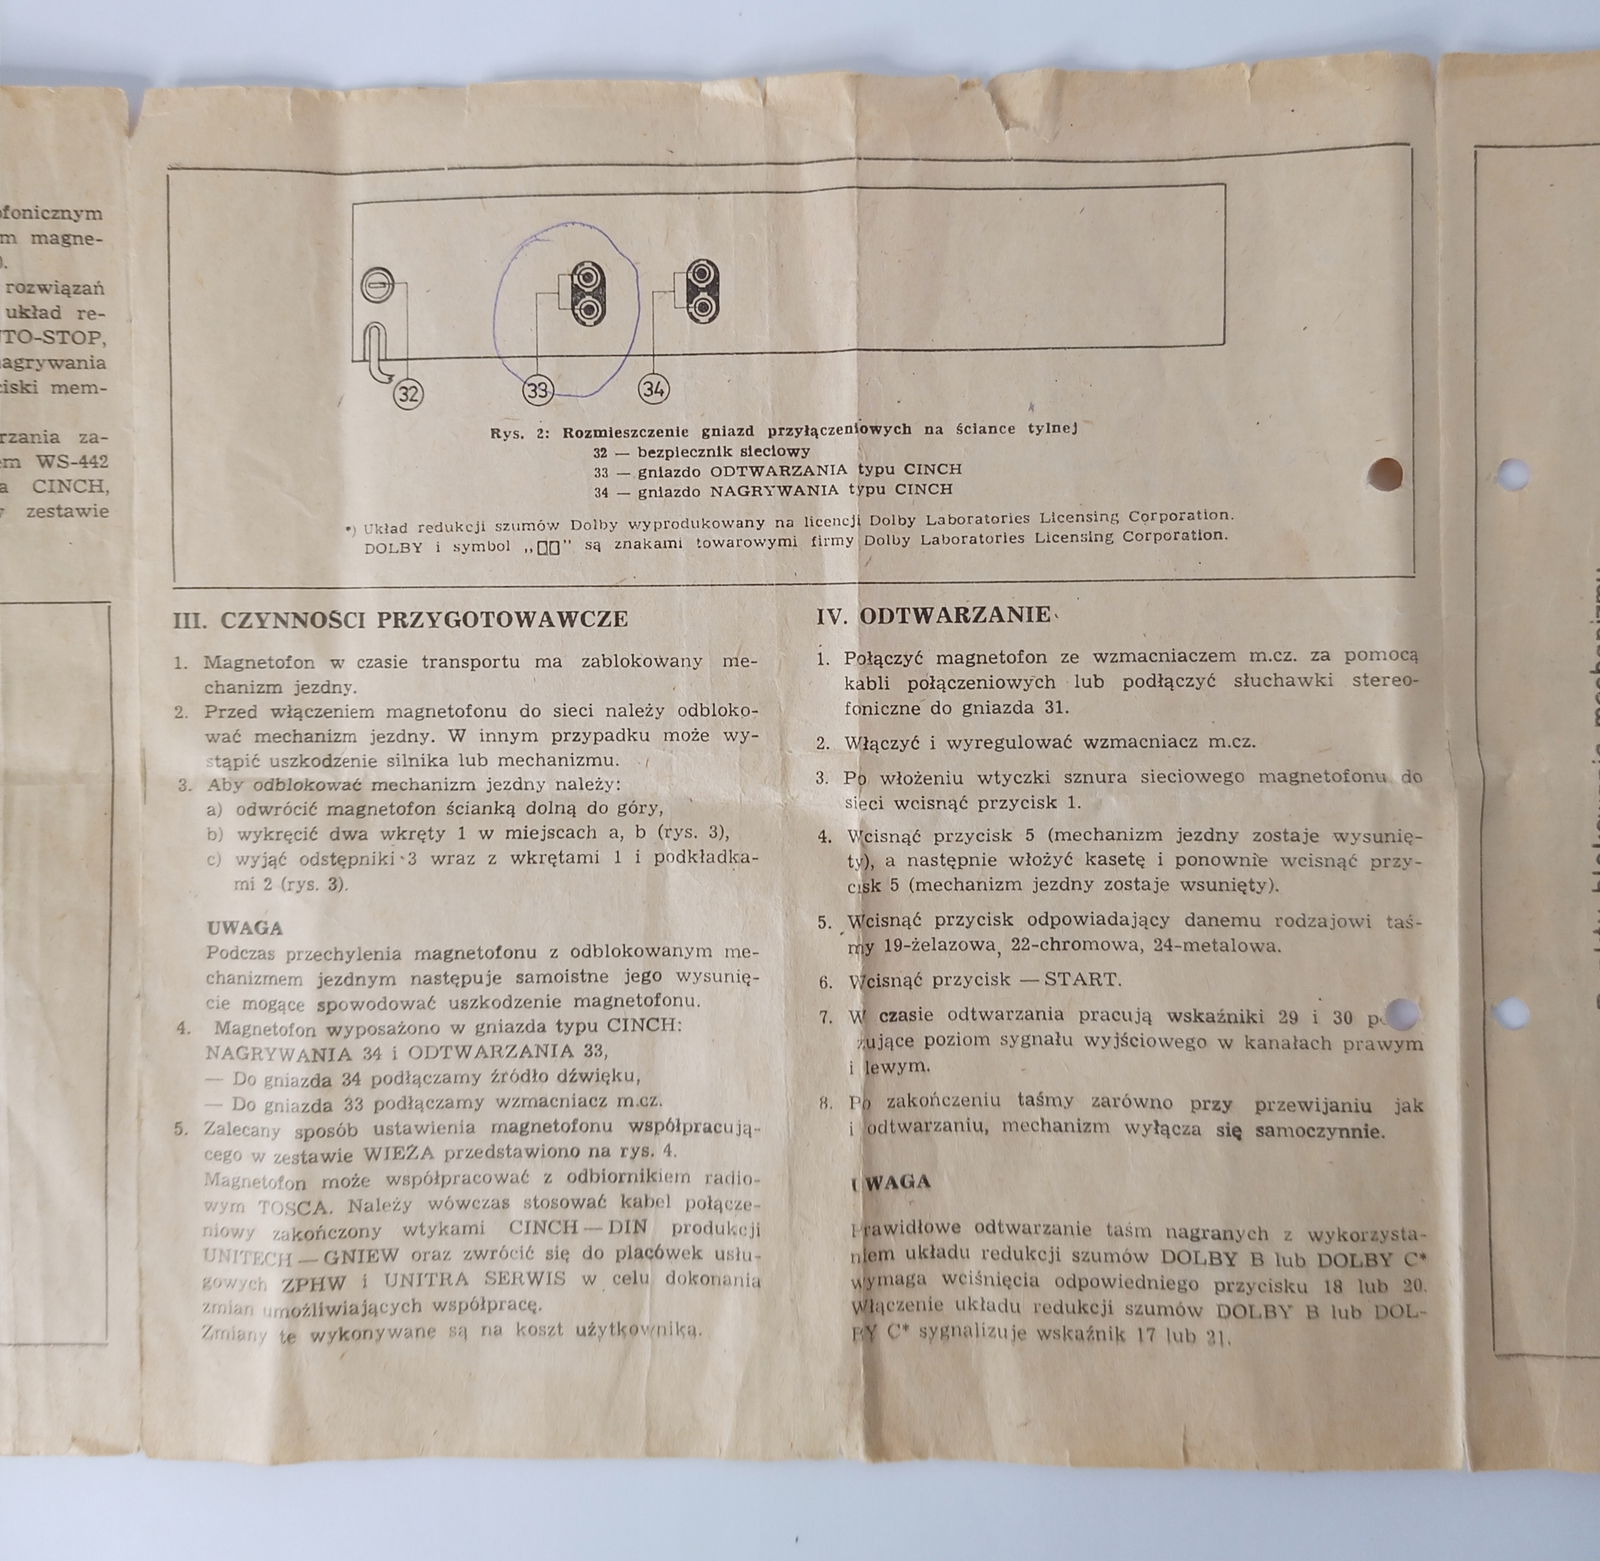 fonicznym
m magne-
rozwiązań
układ re-
TO-STOP,
agrywania
iski mem-
rzania za-
m WS-442
a CINCH,
zestawie
32
33
34
Rys. 2: Rozmieszczenie gniazd przyłączeniowych na ściance tylnej
32 — bezpiecznik sieciowy
33 — gniazdo ODTWARZANIA typu CINCH
34 — gniazdo NAGRYWANIA typu CINCH
*) Układ redukcji szumów Dolby wyprodukowany na licencji Dolby Laboratories Licensing Corporation.
DOLBY i symbol „▯▯" są znakami towarowymi firmy Dolby Laboratories Licensing Corporation.
III. CZYNNOŚCI PRZYGOTOWAWCZE
1. Magnetofon w czasie transportu ma zablokowany me-
chanizm jezdny.
2. Przed włączeniem magnetofonu do sieci należy odbloko-
wać mechanizm jezdny. W innym przypadku może wy-
stąpić uszkodzenie silnika lub mechanizmu.
3. Aby odblokować mechanizm jezdny należy:
a) odwrócić magnetofon ścianką dolną do góry,
b) wykręcić dwa wkręty 1 w miejscach a, b (rys. 3),
c) wyjąć odstępniki 3 wraz z wkrętami 1 i podkładka-
mi 2 (rys. 3).
UWAGA
Podczas przechylenia magnetofonu z odblokowanym me-
chanizmem jezdnym następuje samoistne jego wysunię-
cie mogące spowodować uszkodzenie magnetofonu.
4. Magnetofon wyposażono w gniazda typu CINCH:
NAGRYWANIA 34 i ODTWARZANIA 33,
— Do gniazda 34 podłączamy źródło dźwięku,
— Do gniazda 33 podłączamy wzmacniacz m.cz.
5. Zalecany sposób ustawienia magnetofonu współpracują-
cego w zestawie WIEŻA przedstawiono na rys. 4.
Magnetofon może współpracować z odbiornikiem radio-
wym TOSCA. Należy wówczas stosować kabel połącze-
niowy zakończony wtykami CINCH — DIN produkcji
UNITECH — GNIEW oraz zwrócić się do placówek usłu-
gowych ZPHW i UNITRA SERWIS w celu dokonania
zmian umożliwiających współpracę.
Zmiany te wykonywane są na koszt użytkownika.
IV. ODTWARZANIE
1. Połączyć magnetofon ze wzmacniaczem m.cz. za pomocą
kabli połączeniowych lub podłączyć słuchawki stereo-
foniczne do gniazda 31.
2. Włączyć i wyregulować wzmacniacz m.cz.
3. Po włożeniu wtyczki sznura sieciowego magnetofonu do
sieci wcisnąć przycisk 1.
4. Wcisnąć przycisk 5 (mechanizm jezdny zostaje wysunię-
ty), a następnie włożyć kasetę i ponownie wcisnąć przy-
cisk 5 (mechanizm jezdny zostaje wsunięty).
5. Wcisnąć przycisk odpowiadający danemu rodzajowi taś-
my 19-żelazowa, 22-chromowa, 24-metalowa.
6. Wcisnąć przycisk — START.
7. W czasie odtwarzania pracują wskaźniki 29 i 30
zujące poziom sygnału wyjściowego w kanałach prawym
i lewym.
8. Po zakończeniu taśmy zarówno przy przewijaniu jak
i odtwarzaniu, mechanizm wyłącza się samoczynnie.
UWAGA
Prawidłowe odtwarzanie taśm nagranych z wykorzysta-
niem układu redukcji szumów DOLBY B lub DOLBY C*
wymaga wciśnięcia odpowiedniego przycisku 18 lub 20.
Włączenie układu redukcji szumów DOLBY B lub DOL-
BY C* sygnalizuje wskaźnik 17 lub 21.